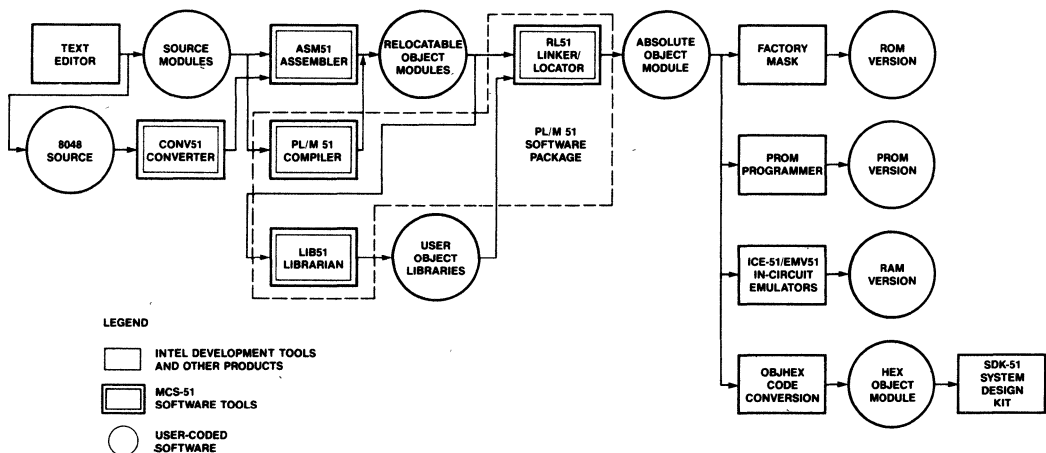 TEXT
EDITOR
SOURCE
MODULES
ASM51
ASSEMBLER
RELOCATABLE
OBJECT
MODULES
RL51
LINKER/
LOCATOR
ABSOLUTE
OBJECT
MODULE
FACTORY
MASK
ROM
VERSION
8048
SOURCE
CONV51
CONVERTER
PL/M 51
COMPILER
PL/M 51
SOFTWARE
PACKAGE
PROM
PROGRAMMER
PROM
VERSION
LIB51
LIBRARIAN
USER
OBJECT
LIBRARIES
ICE-51/EMV51
IN-CIRCUIT
EMULATORS
RAM
VERSION
OBJHEX
CODE
CONVERSION
HEX
OBJECT
MODULE
SDK-51
SYSTEM
DESIGN
KIT
LEGEND
INTEL DEVELOPMENT TOOLS
AND OTHER PRODUCTS
MCS-51
SOFTWARE TOOLS
USER-CODED
SOFTWARE